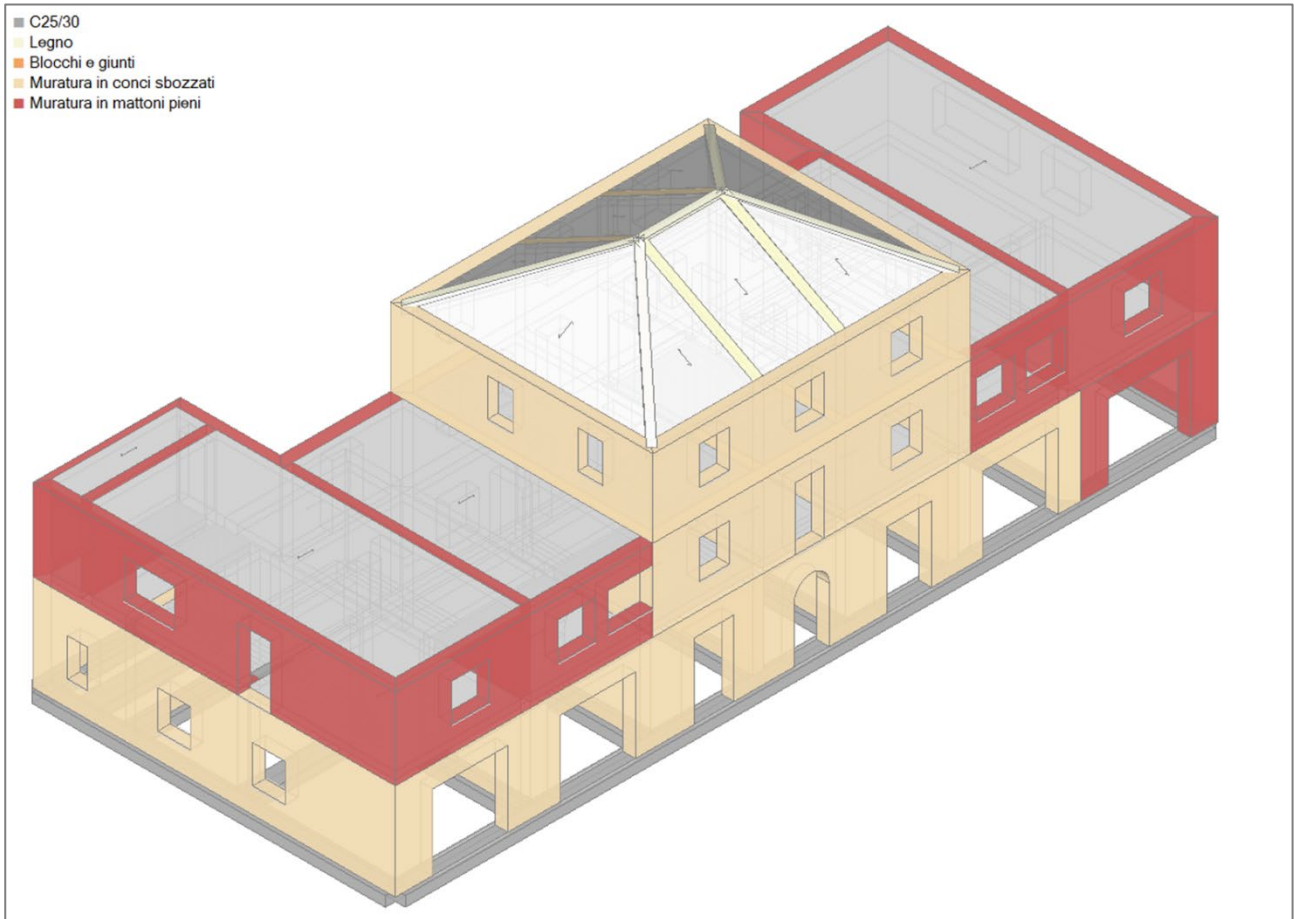 C25/30
Legno
Blocchi e giunti
Muratura in conci sbozzati
Muratura in mattoni pieni